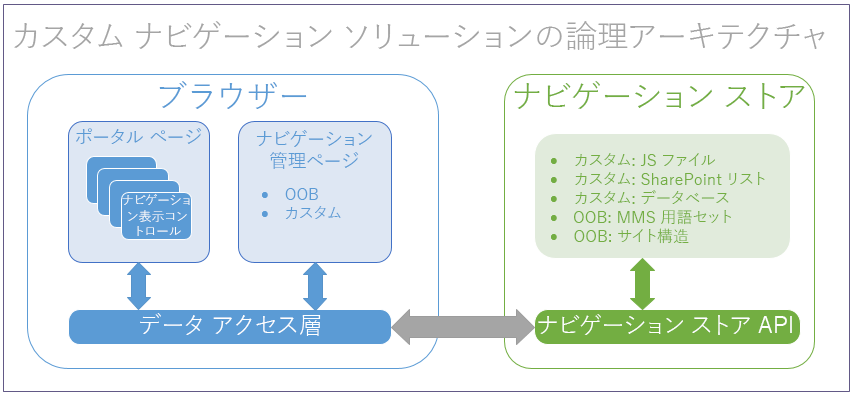 カスタム ナビゲーション ソリューションの論理アーキテクチャ
ブラウザー
ポータル ページ
ナビゲーショ
ン表示コン
トロール
ナビゲーション
管理ページ
• OOB
• カスタム
データ アクセス層
ナビゲーション ストア
• カスタム: JS ファイル
• カスタム: SharePoint リスト
• カスタム: データベース
• OOB: MMS 用語セット
• OOB: サイト構造
ナビゲーション ストア API